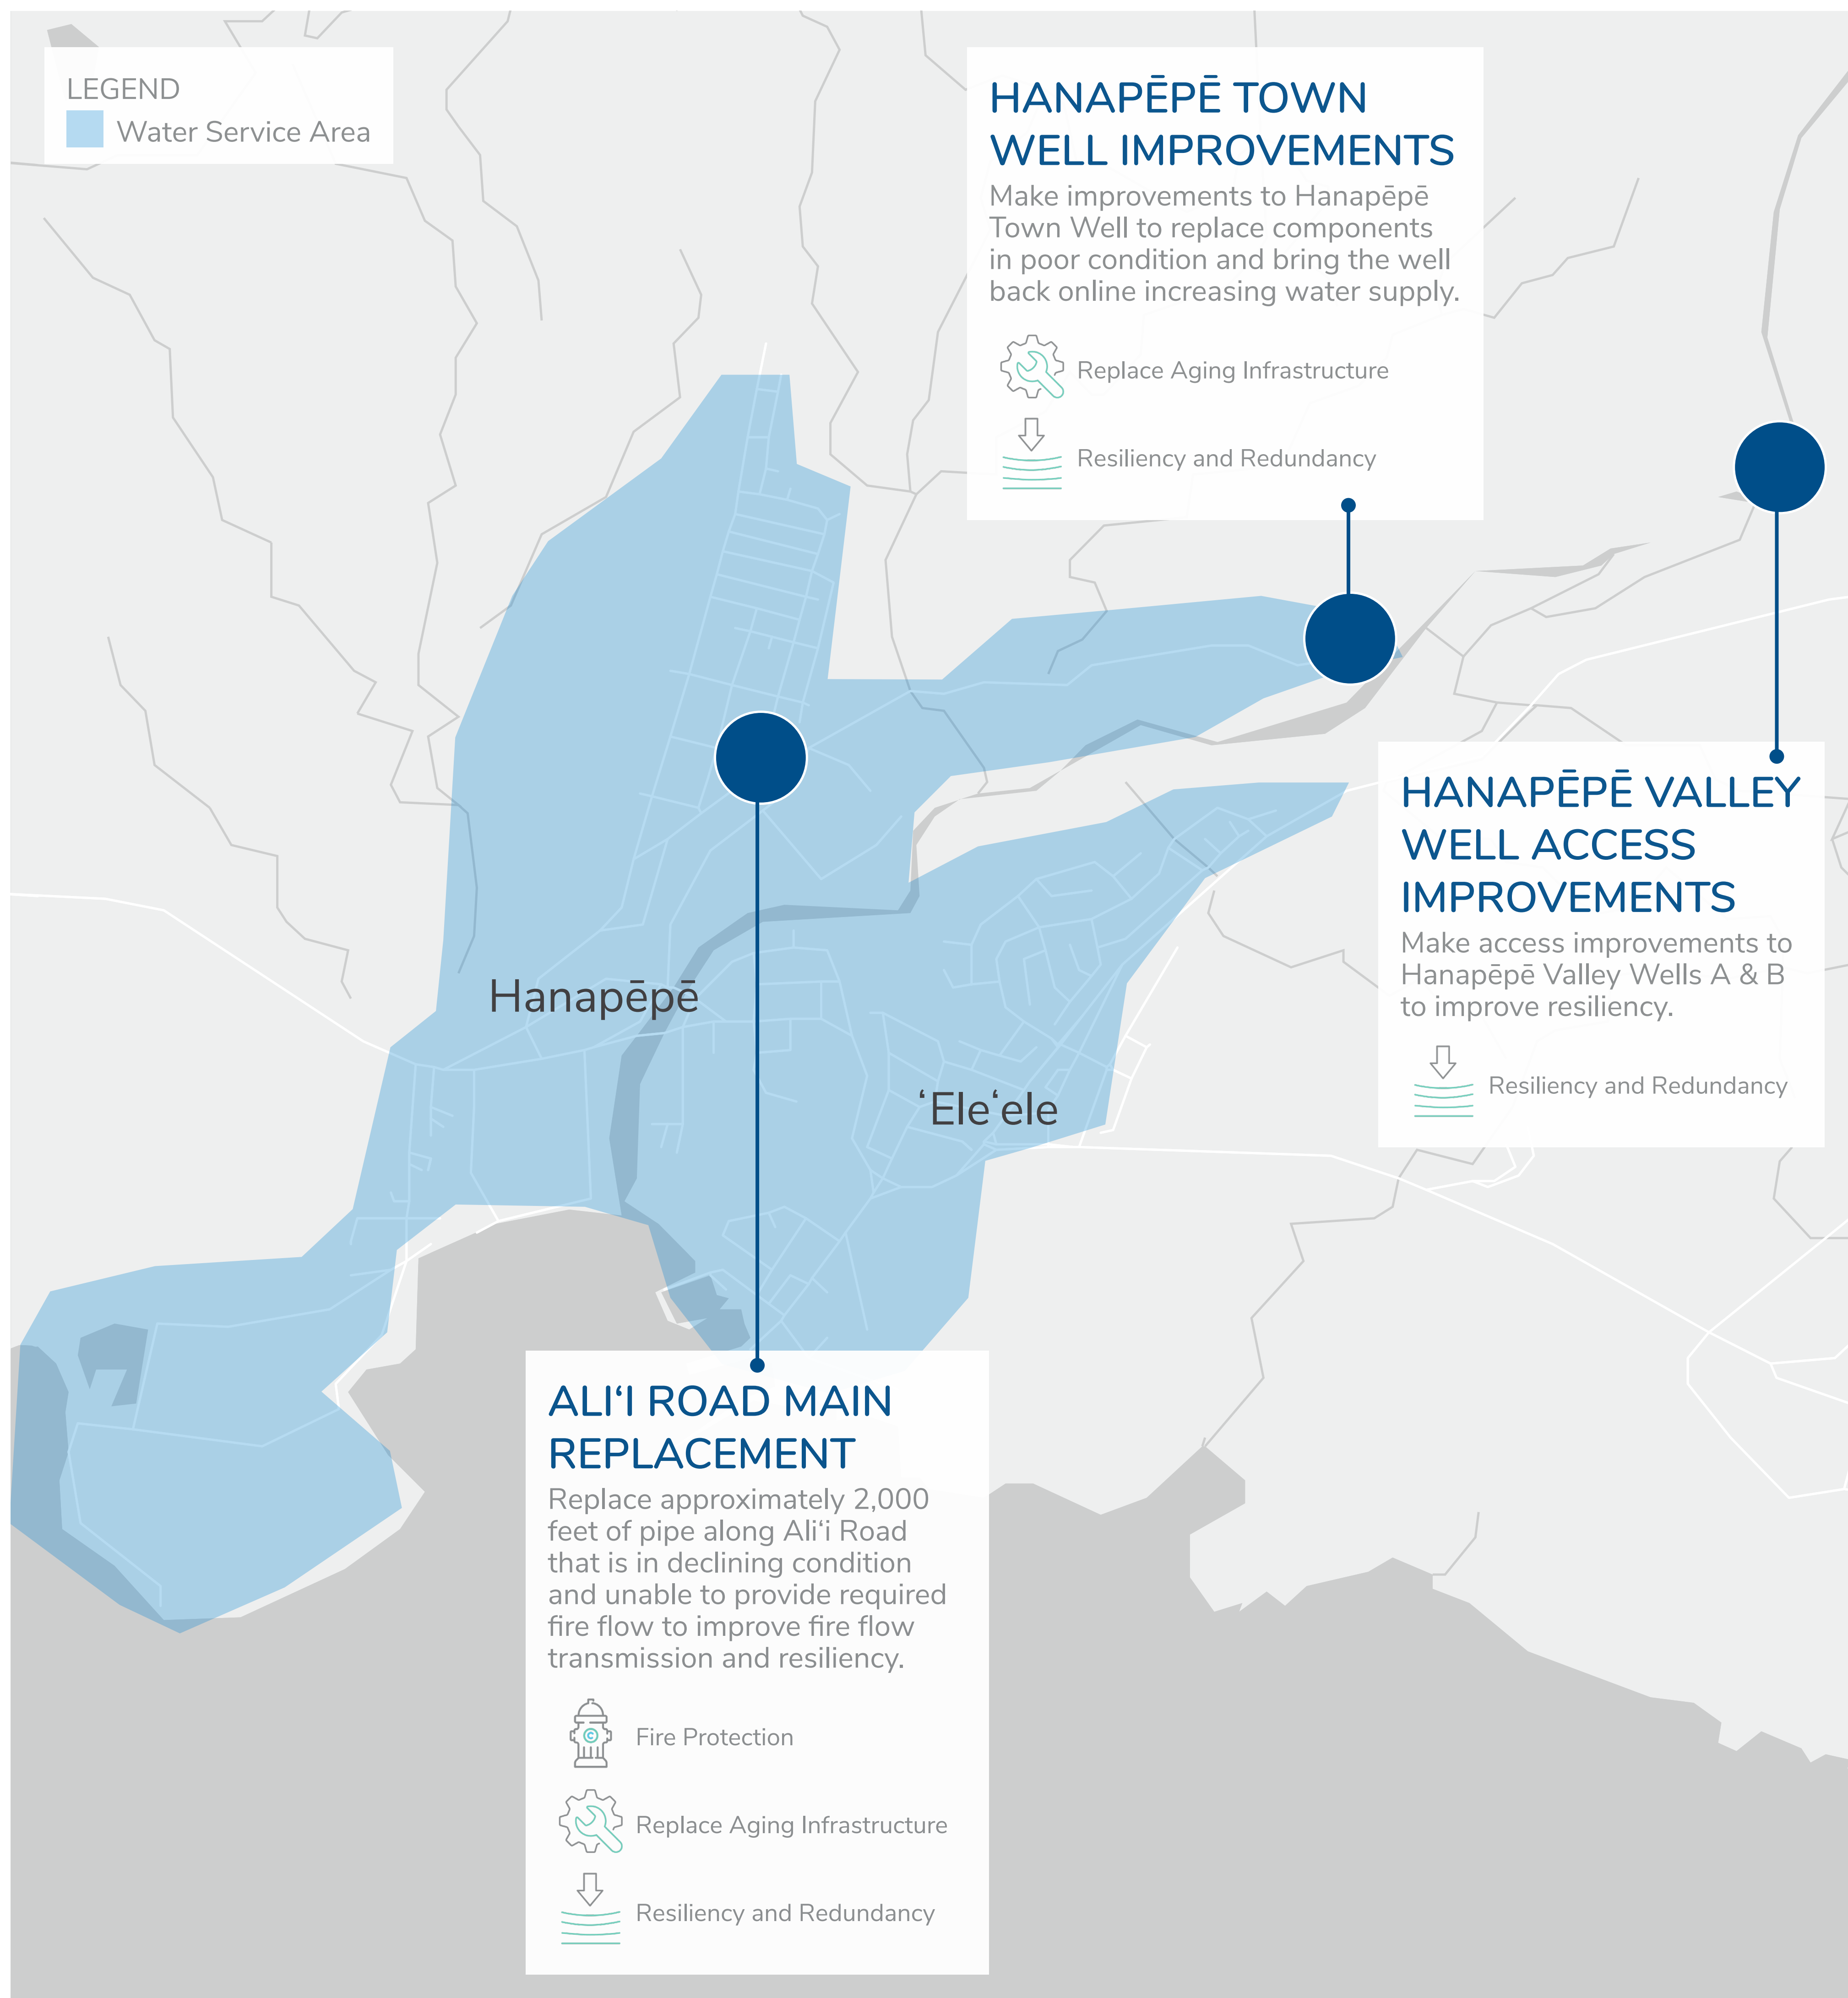 LEGEND
Water Service Area
HANAPĒPĒ TOWN
WELL IMPROVEMENTS
Make improvements to Hanapēpē
Town Well to replace components
in poor condition and bring the well
back online increasing water supply.
Replace Aging Infrastructure
Resiliency and Redundancy
HANAPĒPĒ VALLEY
WELL ACCESS
IMPROVEMENTS
Make access improvements to
Hanapēpē Valley Wells A & B
to improve resiliency.
Resiliency and Redundancy
Hanapēpē
ʻEleʻele
ALIʻI ROAD MAIN
REPLACEMENT
Replace approximately 2,000
feet of pipe along Aliʻi Road
that is in declining condition
and unable to provide required
fire flow to improve fire flow
transmission and resiliency.
C
Fire Protection
Replace Aging Infrastructure
Resiliency and Redundancy